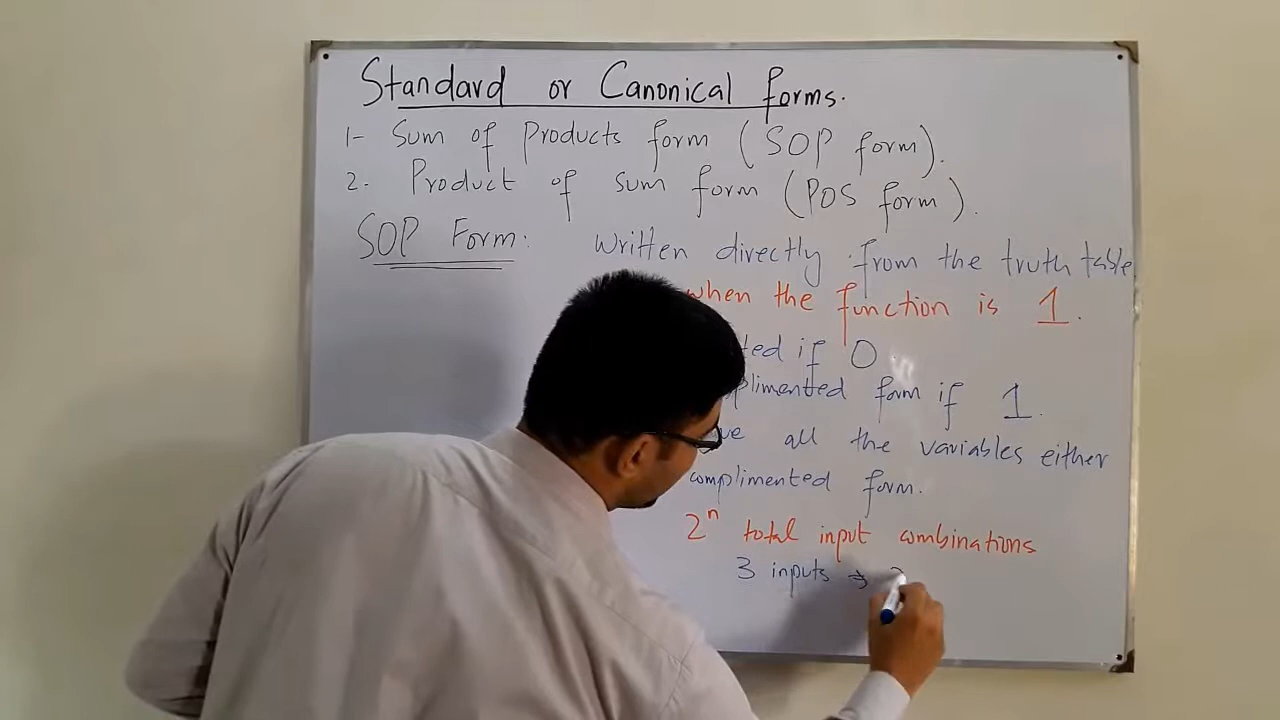 Standard or Canonical forms.
1- Sum of Products form (SOP form).
2. Product of sum form (POS form).
SOP Form: Written directly from the truth table
when the function is 1.
ted if 0
plimented form if 1.
ve all the variables either
omplimented form.
2ⁿ total input combinations
3 inputs ⇒